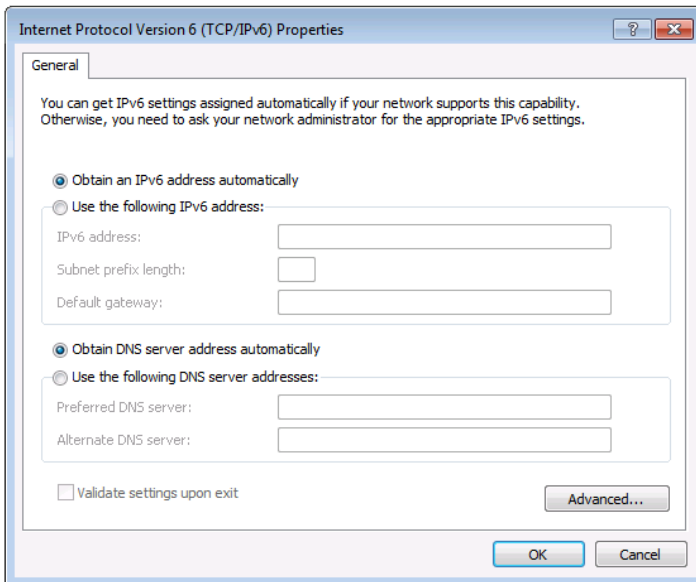 Internet Protocol Version 6 (TCP/IPv6) Properties
?
General
You can get IPv6 settings assigned automatically if your network supports this capability.
Otherwise, you need to ask your network administrator for the appropriate IPv6 settings.
Obtain an IPv6 address automatically
Use the following IPv6 address:
IPv6 address:
Subnet prefix length:
Default gateway:
Obtain DNS server address automatically
Use the following DNS server addresses:
Preferred DNS server:
Alternate DNS server:
Validate settings upon exit
Advanced...
OK Cancel